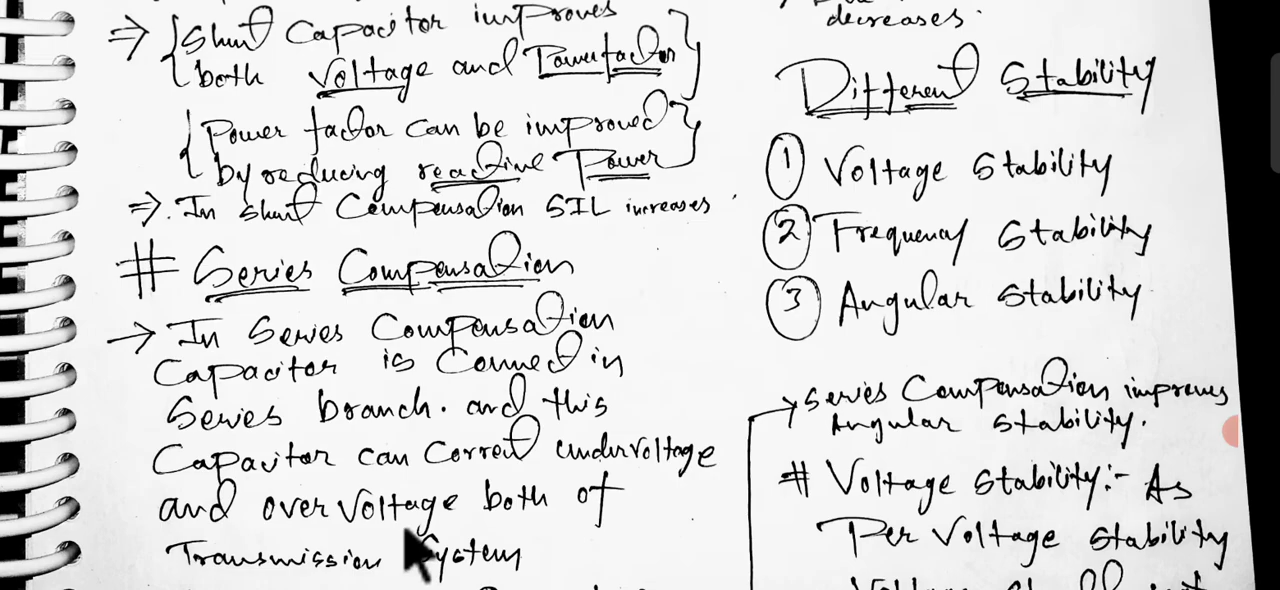 ⇒ {Shunt Capacitor improves
both Voltage and Powerfactor}
{Power factor can be improved
by reducing reactive Power}
⇒. In shunt Compensation SIL increases
# Series Compensation
→ In Series Compensation
Capacitor is Connect in
Series branch. and this
Capacitor can Correct undervoltage
and over Voltage both of
Transmission System
decreases.
Different Stability
① Voltage Stability
② Frequency Stability
③ Angular Stability
→ Series Compensation improves
Angular Stability.
# Voltage Stability:- As
Per Voltage Stability